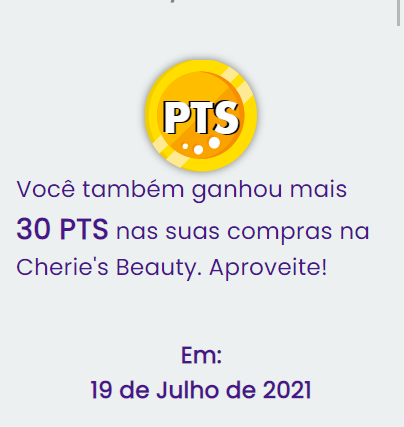 PTS
Você também ganhou mais
30 PTS nas suas compras na
Cherie's Beauty. Aproveite!
Em:
19 de Julho de 2021